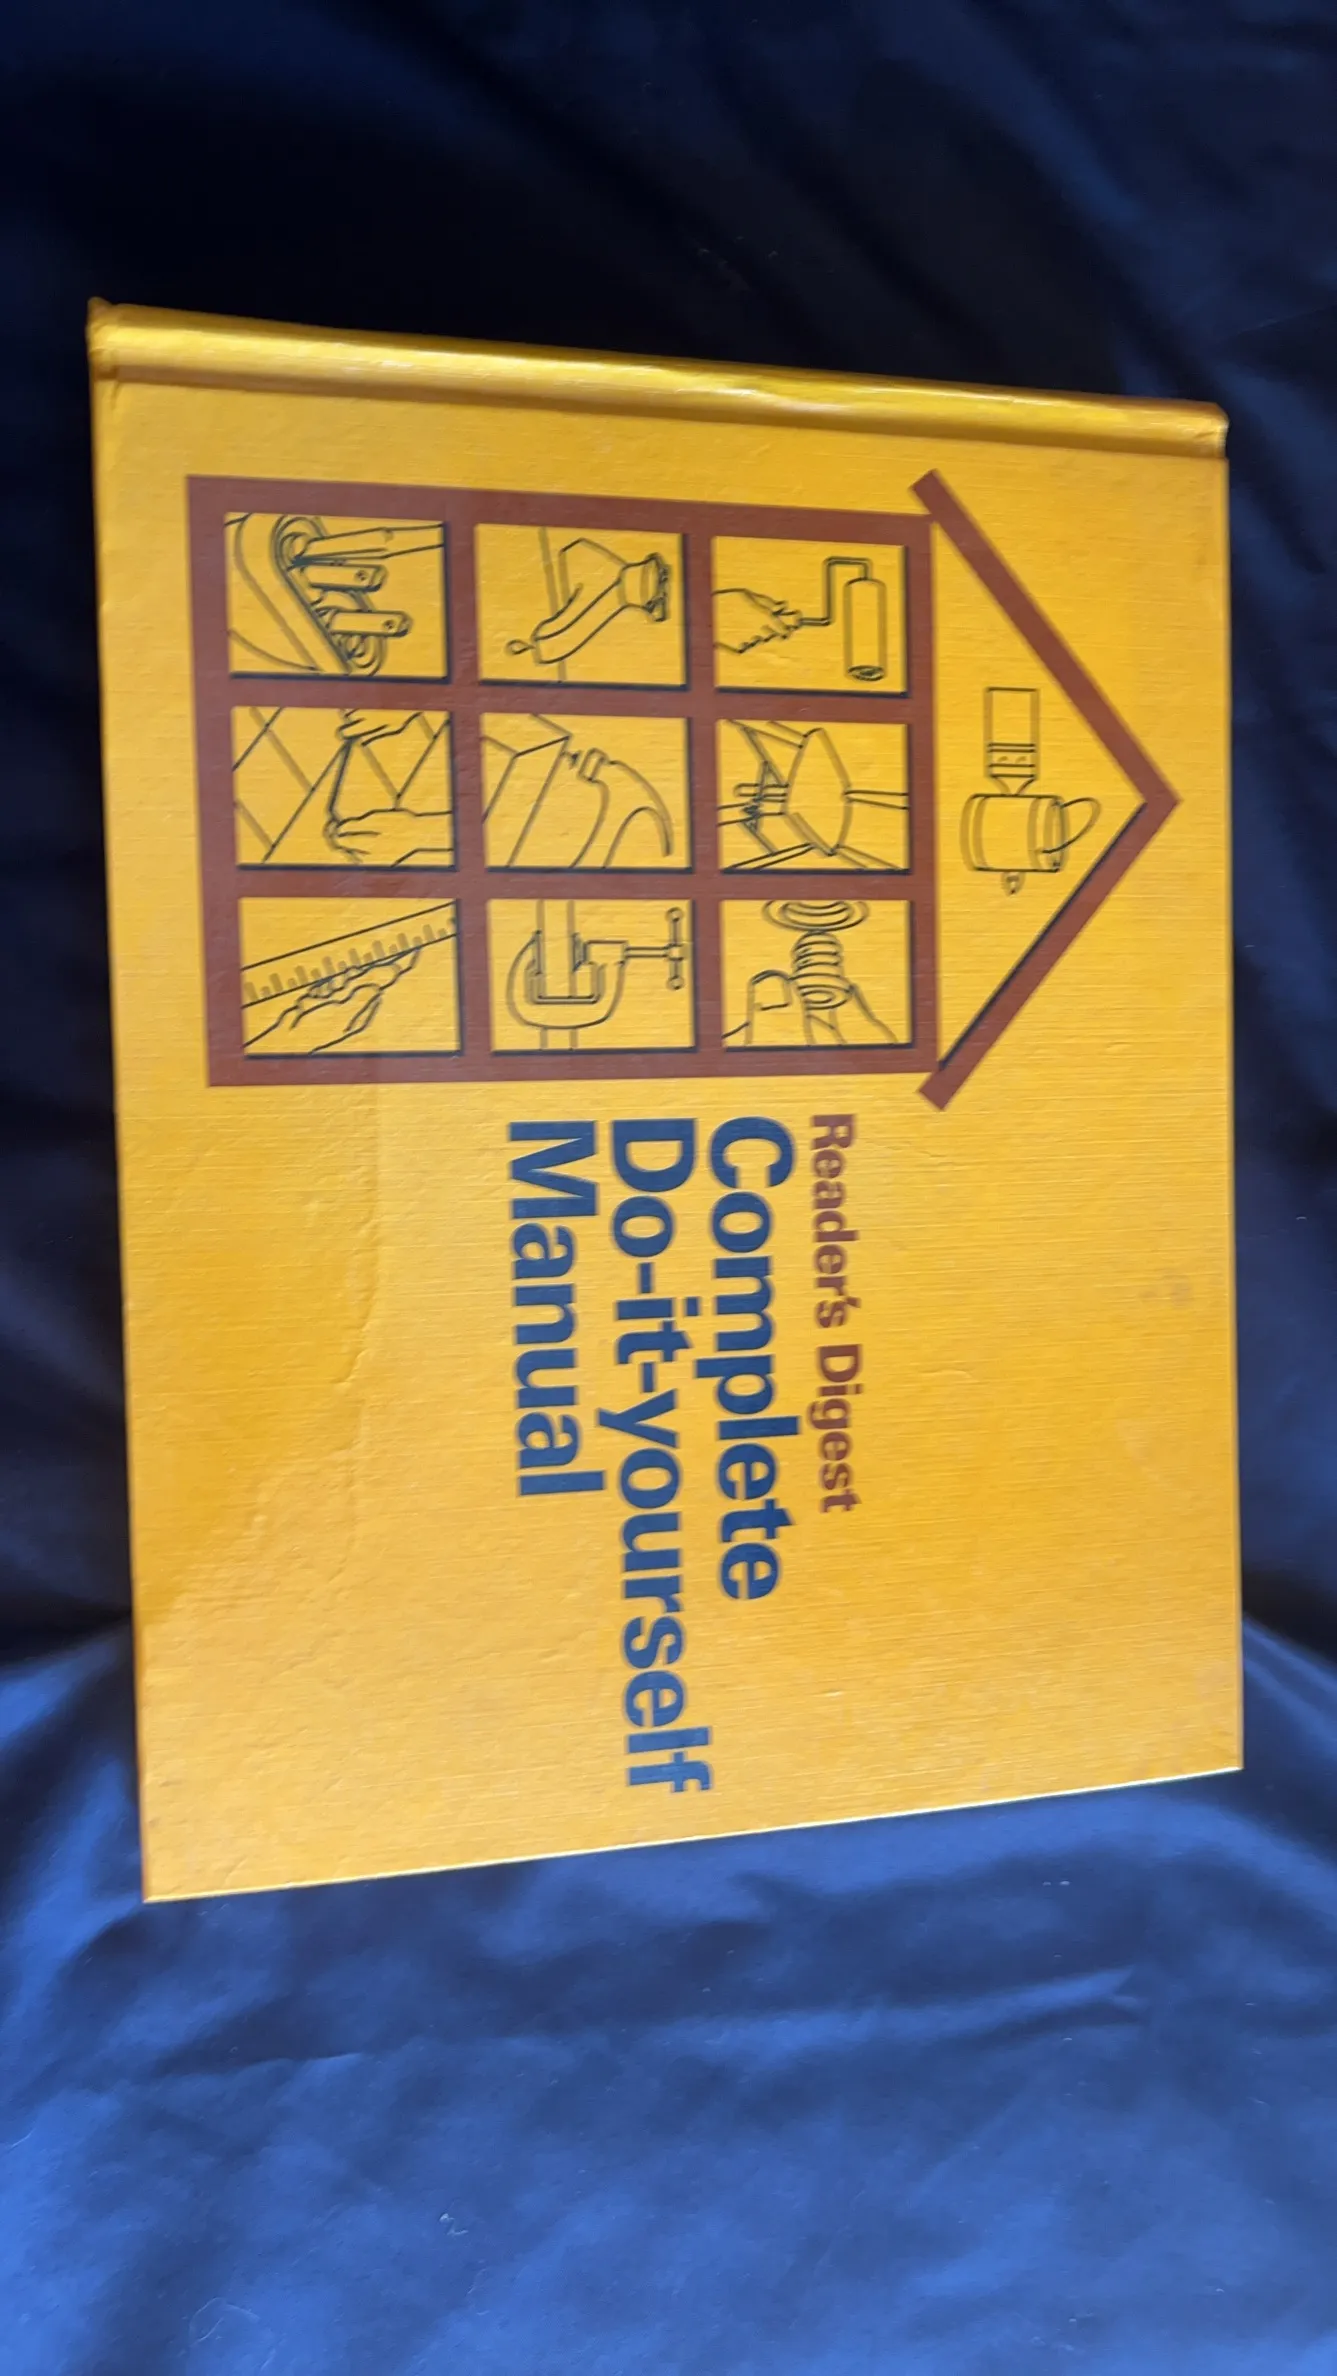 Reader's Digest
Complete
Do-it-yourself
Manual